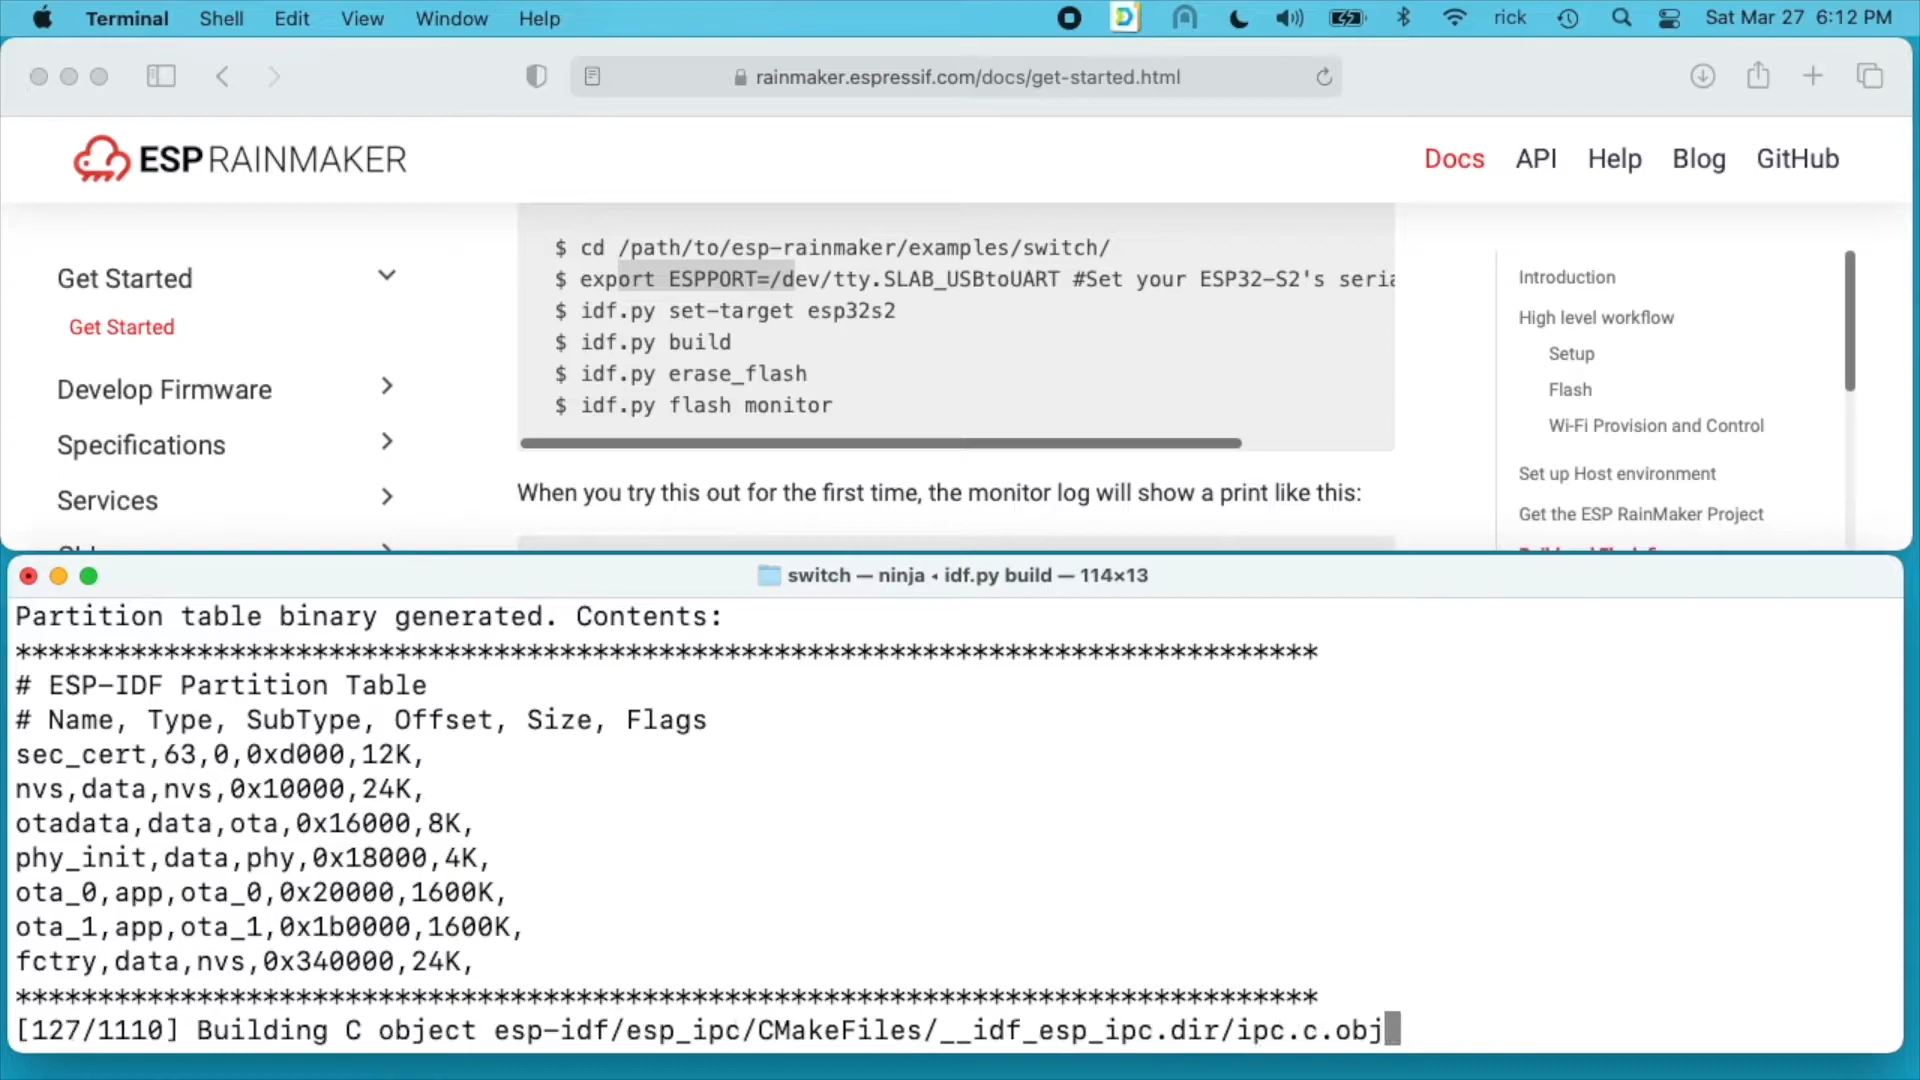 Terminal Shell Edit View Window Help rick Sat Mar 27 6:12 PM
rainmaker.espressif.com/docs/get-started.html
ESP RAINMAKER
Docs API Help Blog GitHub
Get Started
Get Started
Develop Firmware
Specifications
Services
$ cd /path/to/esp-rainmaker/examples/switch/
$ export ESPPORT=/dev/tty.SLAB_USBtoUART #Set your ESP32-S2's seria
$ idf.py set-target esp32s2
$ idf.py build
$ idf.py erase_flash
$ idf.py flash monitor
When you try this out for the first time, the monitor log will show a print like this:
Introduction
High level workflow
Setup
Flash
Wi-Fi Provision and Control
Set up Host environment
Get the ESP RainMaker Project
switch — ninja ◂ idf.py build — 114×13
Partition table binary generated. Contents:
*******************************************************************************
# ESP-IDF Partition Table
# Name, Type, SubType, Offset, Size, Flags
sec_cert,63,0,0xd000,12K,
nvs,data,nvs,0x10000,24K,
otadata,data,ota,0x16000,8K,
phy_init,data,phy,0x18000,4K,
ota_0,app,ota_0,0x20000,1600K,
ota_1,app,ota_1,0x1b0000,1600K,
fctry,data,nvs,0x340000,24K,
*******************************************************************************
[127/1110] Building C object esp-idf/esp_ipc/CMakeFiles/__idf_esp_ipc.dir/ipc.c.obj